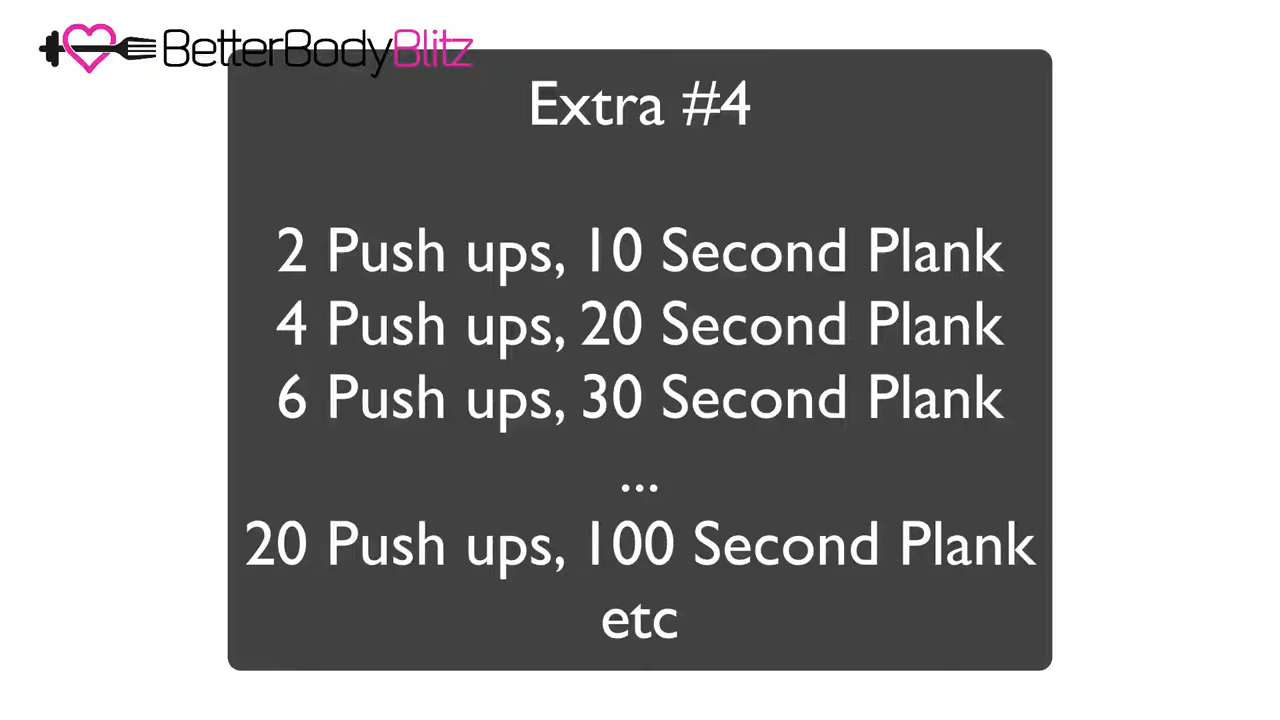 BetterBodyBlitz
Extra #4
2 Push ups, 10 Second Plank
4 Push ups, 20 Second Plank
6 Push ups, 30 Second Plank
...
20 Push ups, 100 Second Plank
etc